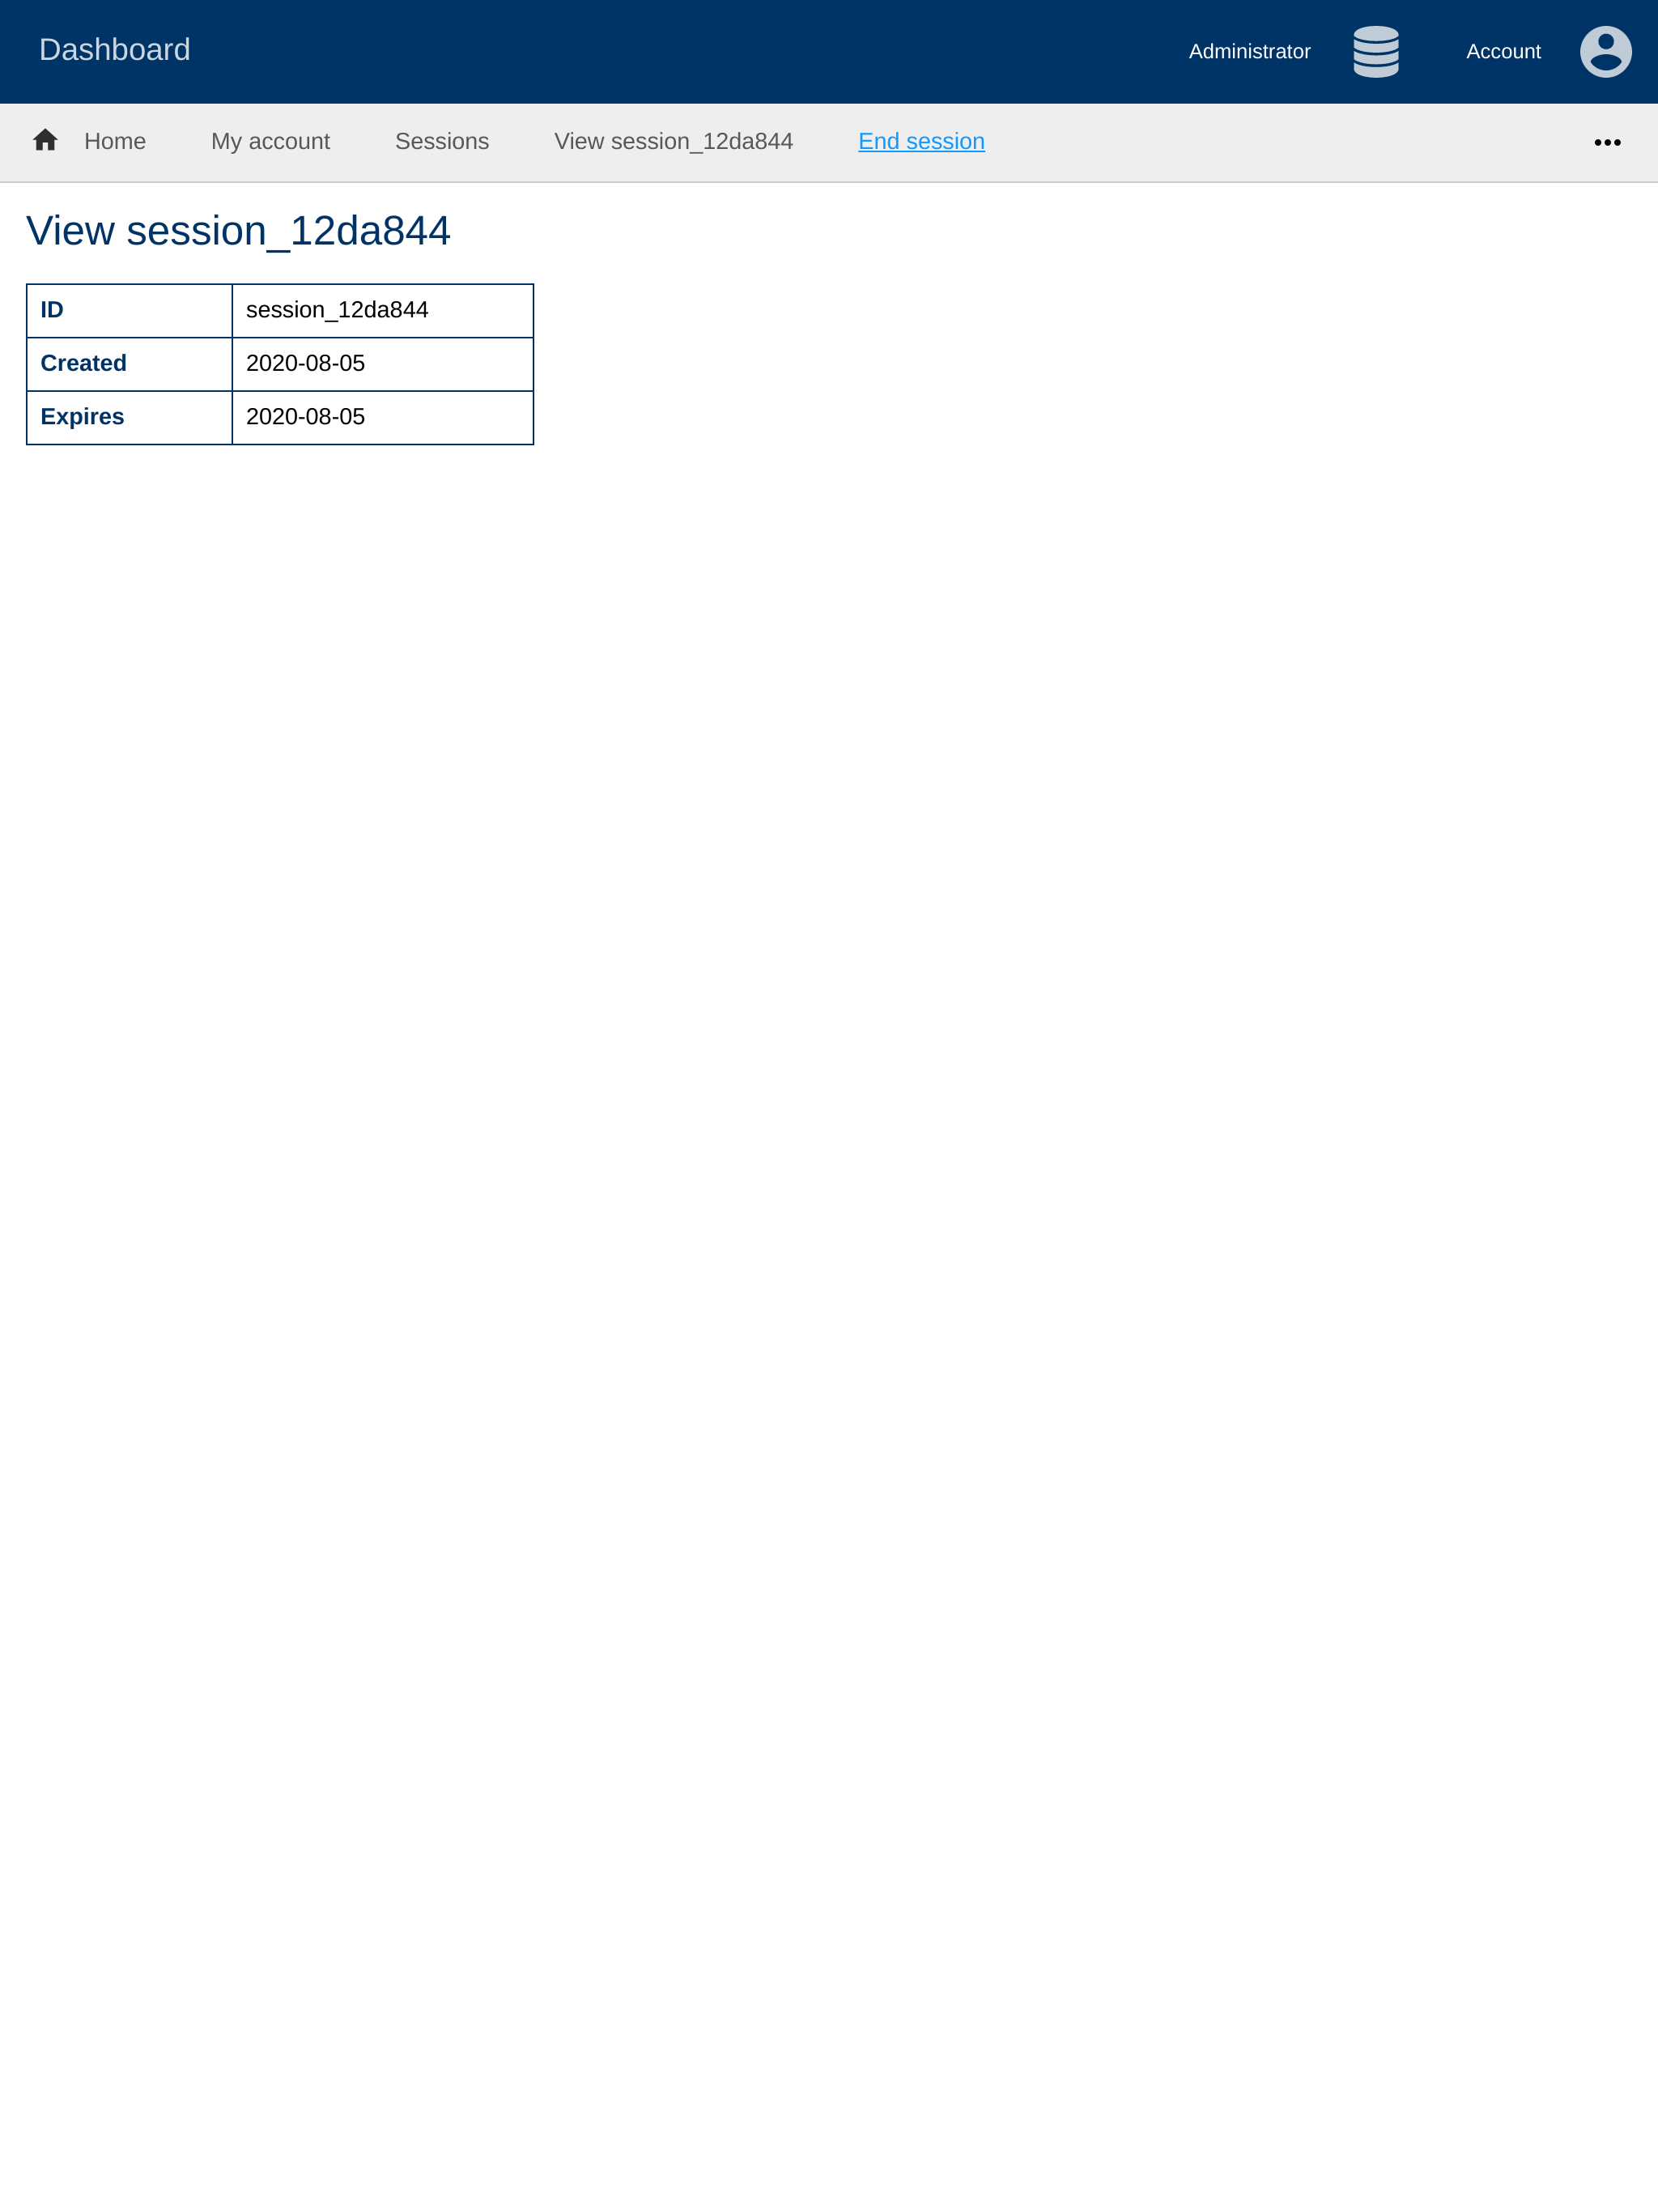 Dashboard Administrator Account
Home My account Sessions View session_12da844 End session
View session_12da844
ID session_12da844
Created 2020-08-05
Expires 2020-08-05